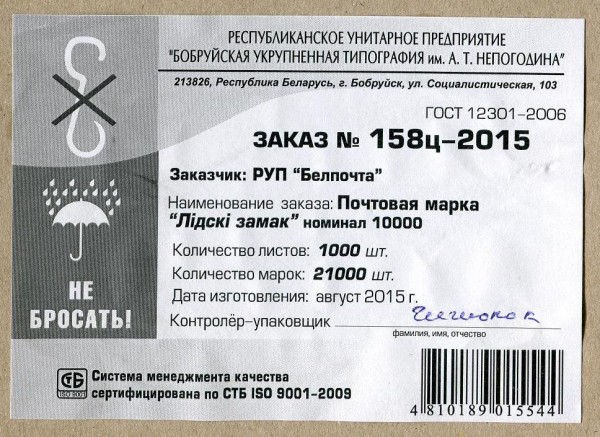 РЕСПУБЛИКАНСКОЕ УНИТАРНОЕ ПРЕДПРИЯТИЕ
"БОБРУЙСКАЯ УКРУПНЕННАЯ ТИПОГРАФИЯ им. А. Т. НЕПОГОДИНА"
213826, Республика Беларусь, г. Бобруйск, ул. Социалистическая, 103
ГОСТ 12301-2006
ЗАКАЗ № 158ц-2015
Заказчик: РУП "Белпочта"
Наименование заказа: Почтовая марка
"Лідскі замак" номинал 10000
Количество листов: 1000 шт.
Количество марок: 21000 шт.
Дата изготовления: август 2015 г.
Контролёр-упаковщик
фамилия, имя, отчество
НЕ
БРОСАТЬ!
СТБ
ISO 9001
Система менеджмента качества
сертифицирована по СТБ ISO 9001-2009
4 810189 015544